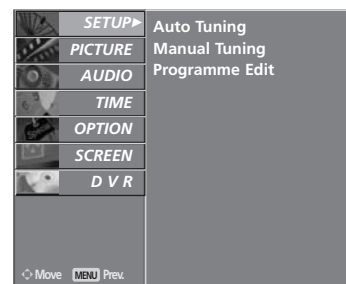 SETUP
PICTURE
AUDIO
TIME
OPTION
SCREEN
D V R
Auto Tuning
Manual Tuning
Programme Edit
Move MENU Prev.